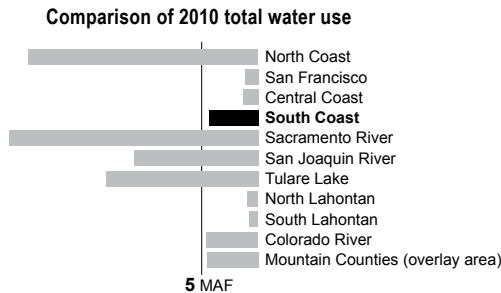 Comparison of 2010 total water use
North Coast
San Francisco
Central Coast
South Coast
Sacramento River
San Joaquin River
Tulare Lake
North Lahontan
South Lahontan
Colorado River
Mountain Counties (overlay area)
5 MAF